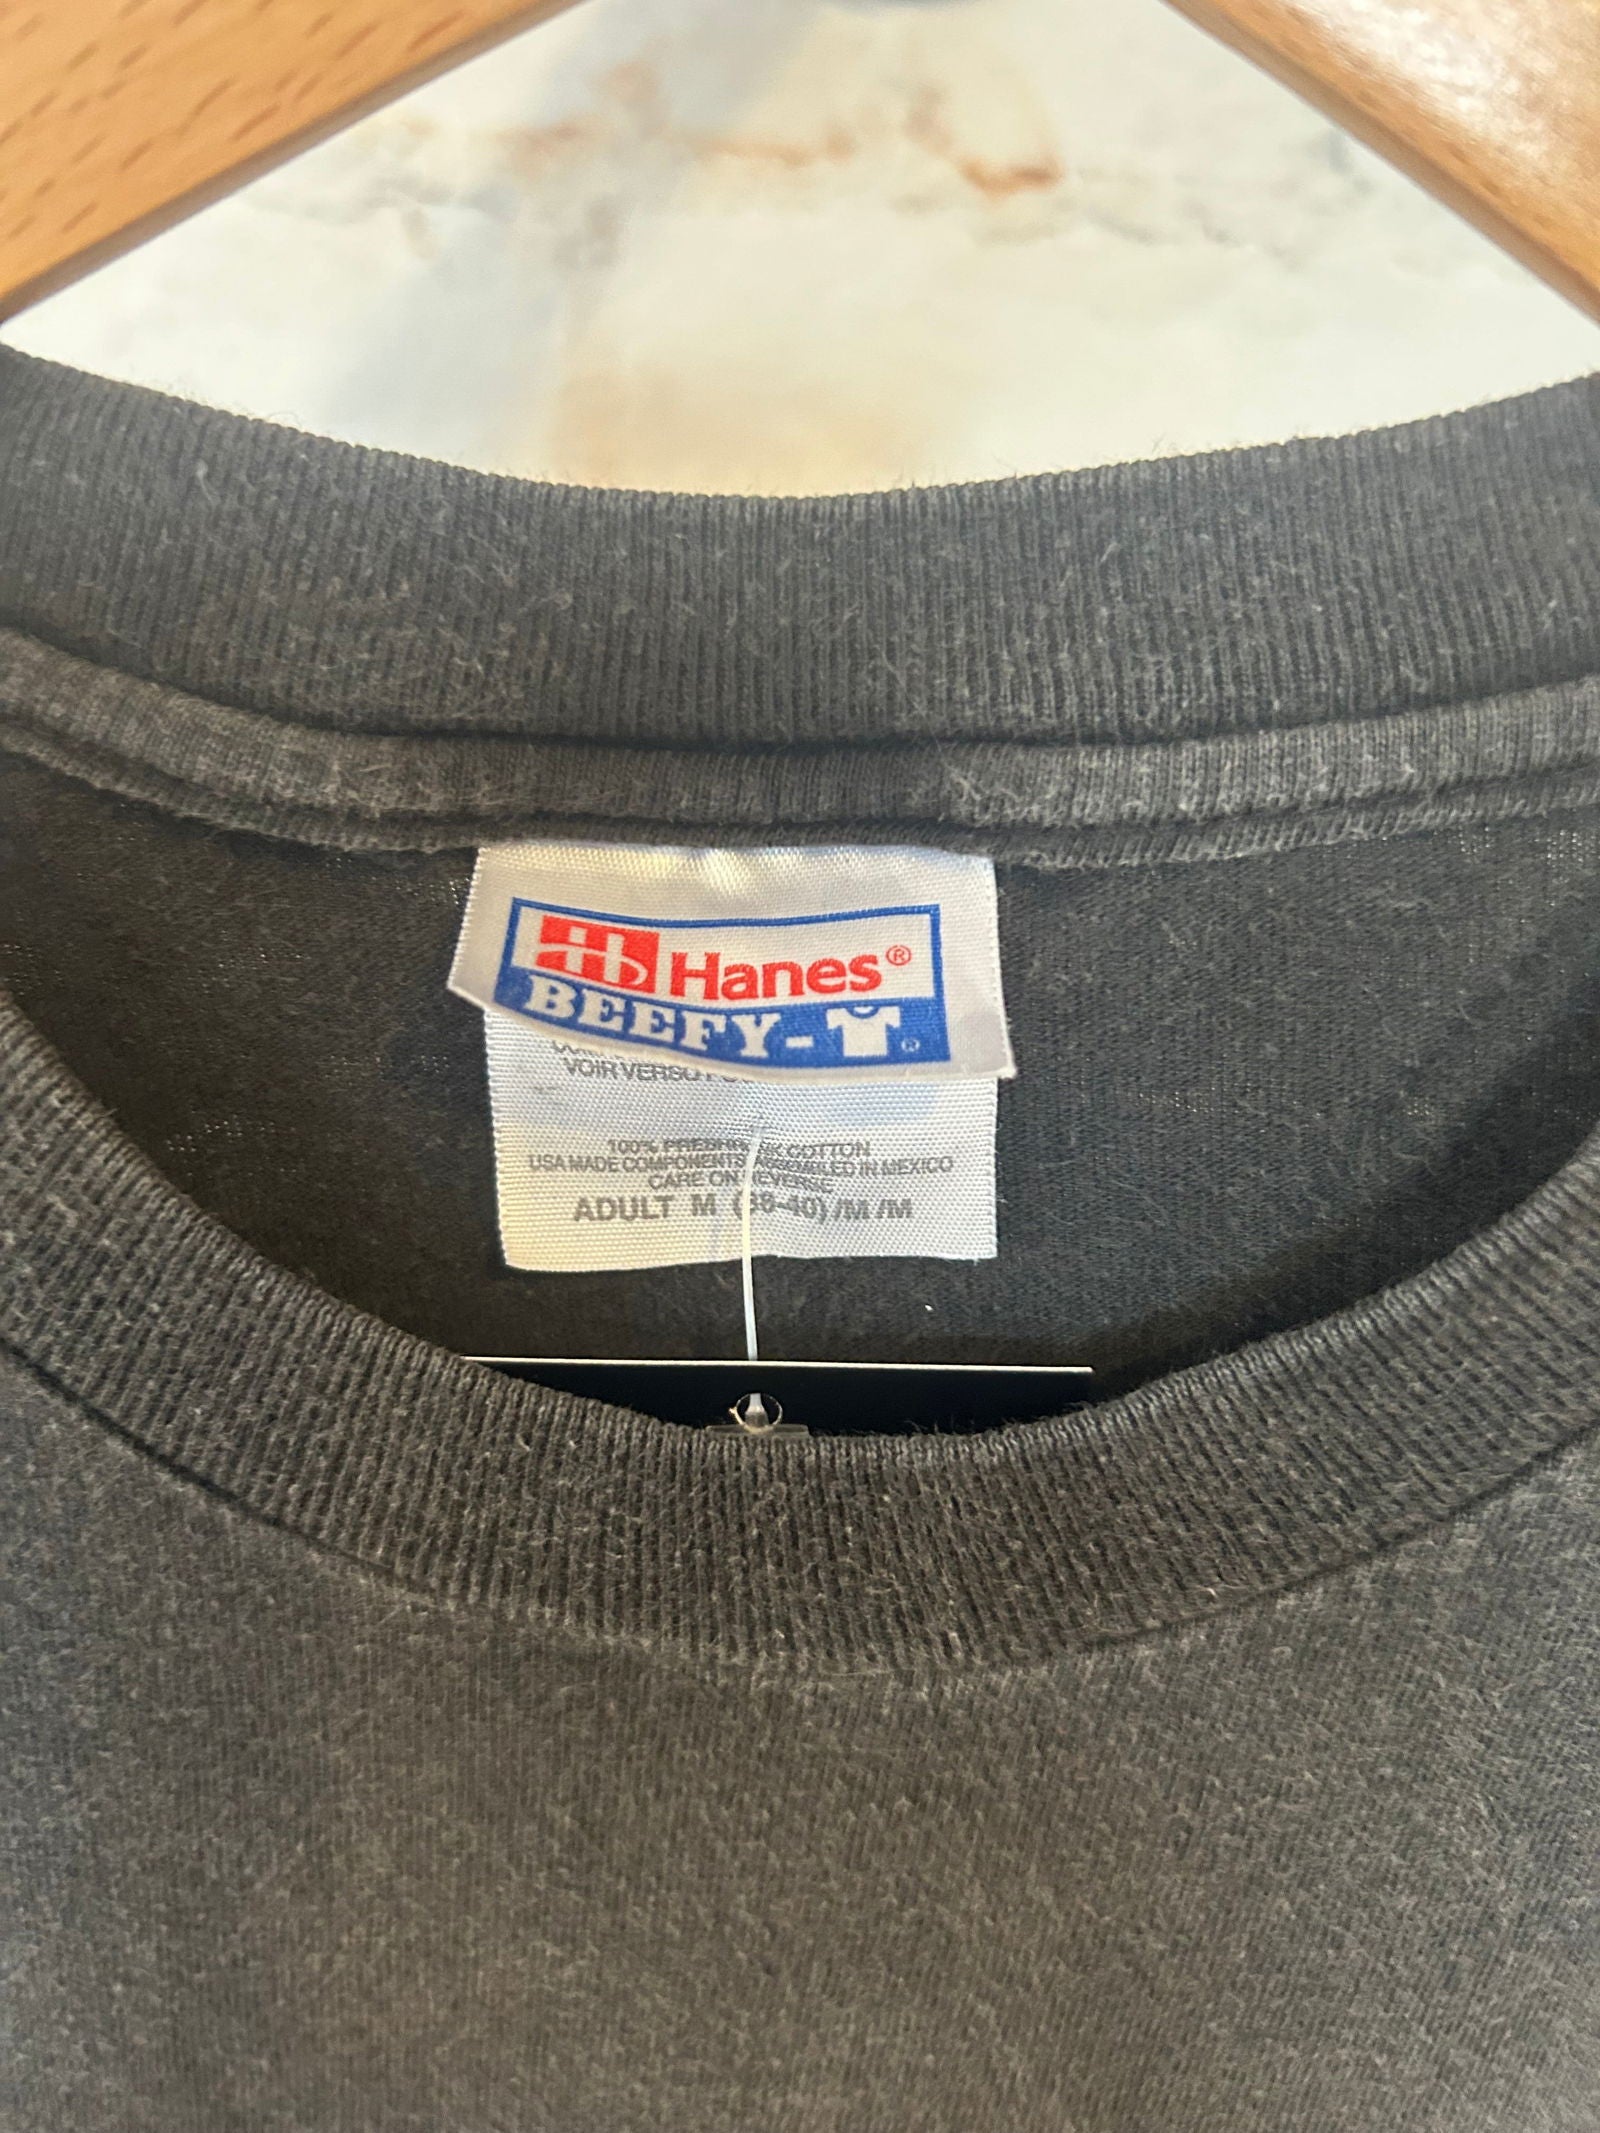 Hanes®
BEEFY-T®
VOIR VERSO
100% PRESHRUNK COTTON
USA MADE COMPONENTS ASSEMBLED IN MEXICO
CARE ON REVERSE
ADULT M (38-40) /M /M